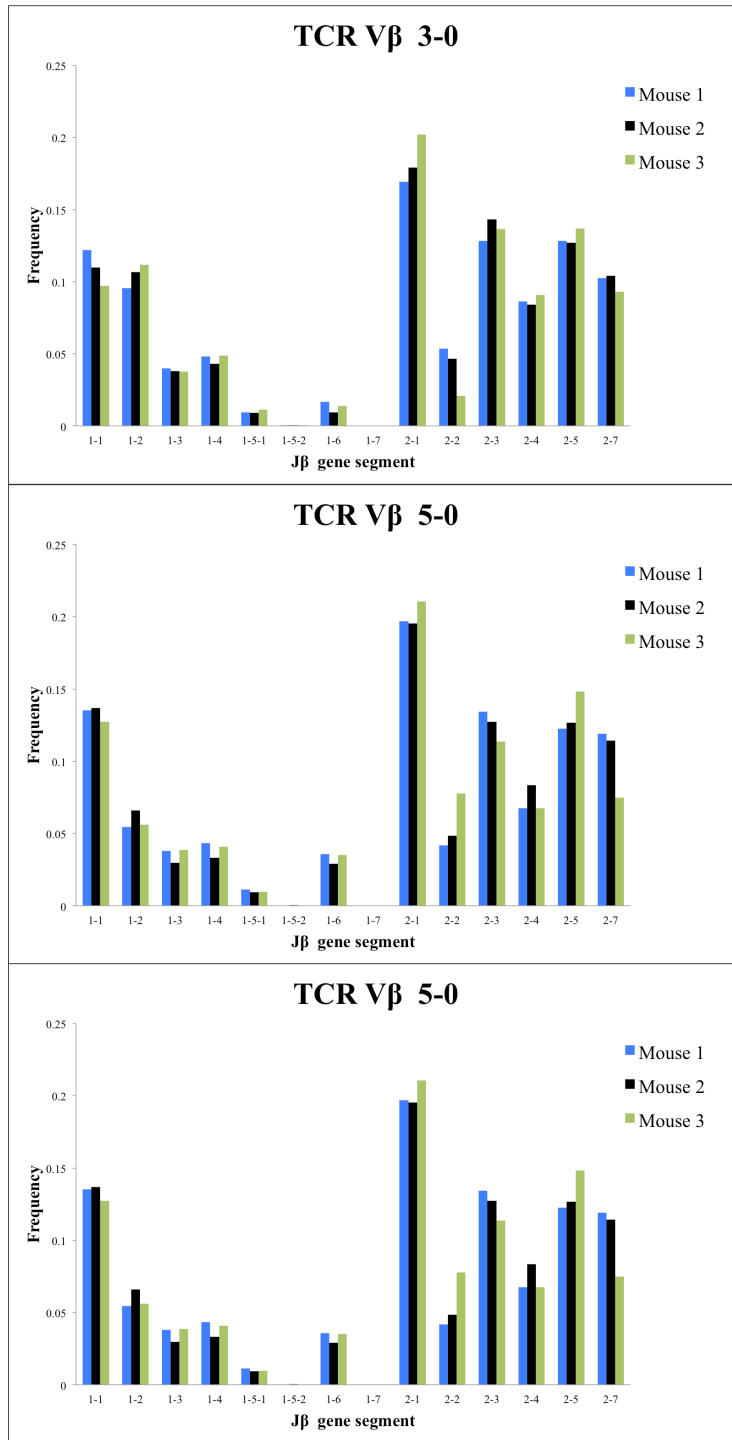 TCR Vβ 3-0
0.25
0.2
0.15
0.1
0.05
0
Frequency
Mouse 1
Mouse 2
Mouse 3
1-1 1-2 1-3 1-4 1-5-1 1-5-2 1-6 1-7 2-1 2-2 2-3 2-4 2-5 2-7
Jβ gene segment
TCR Vβ 5-0
0.25
0.2
0.15
0.1
0.05
0
Frequency
Mouse 1
Mouse 2
Mouse 3
1-1 1-2 1-3 1-4 1-5-1 1-5-2 1-6 1-7 2-1 2-2 2-3 2-4 2-5 2-7
Jβ gene segment
TCR Vβ 5-0
0.25
0.2
0.15
0.1
0.05
0
Frequency
Mouse 1
Mouse 2
Mouse 3
1-1 1-2 1-3 1-4 1-5-1 1-5-2 1-6 1-7 2-1 2-2 2-3 2-4 2-5 2-7
Jβ gene segment